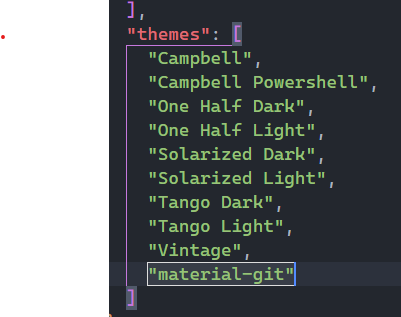 ],
"themes": [
"Campbell",
"Campbell Powershell",
"One Half Dark",
"One Half Light",
"Solarized Dark",
"Solarized Light",
"Tango Dark",
"Tango Light",
"Vintage",
"material-git"
]